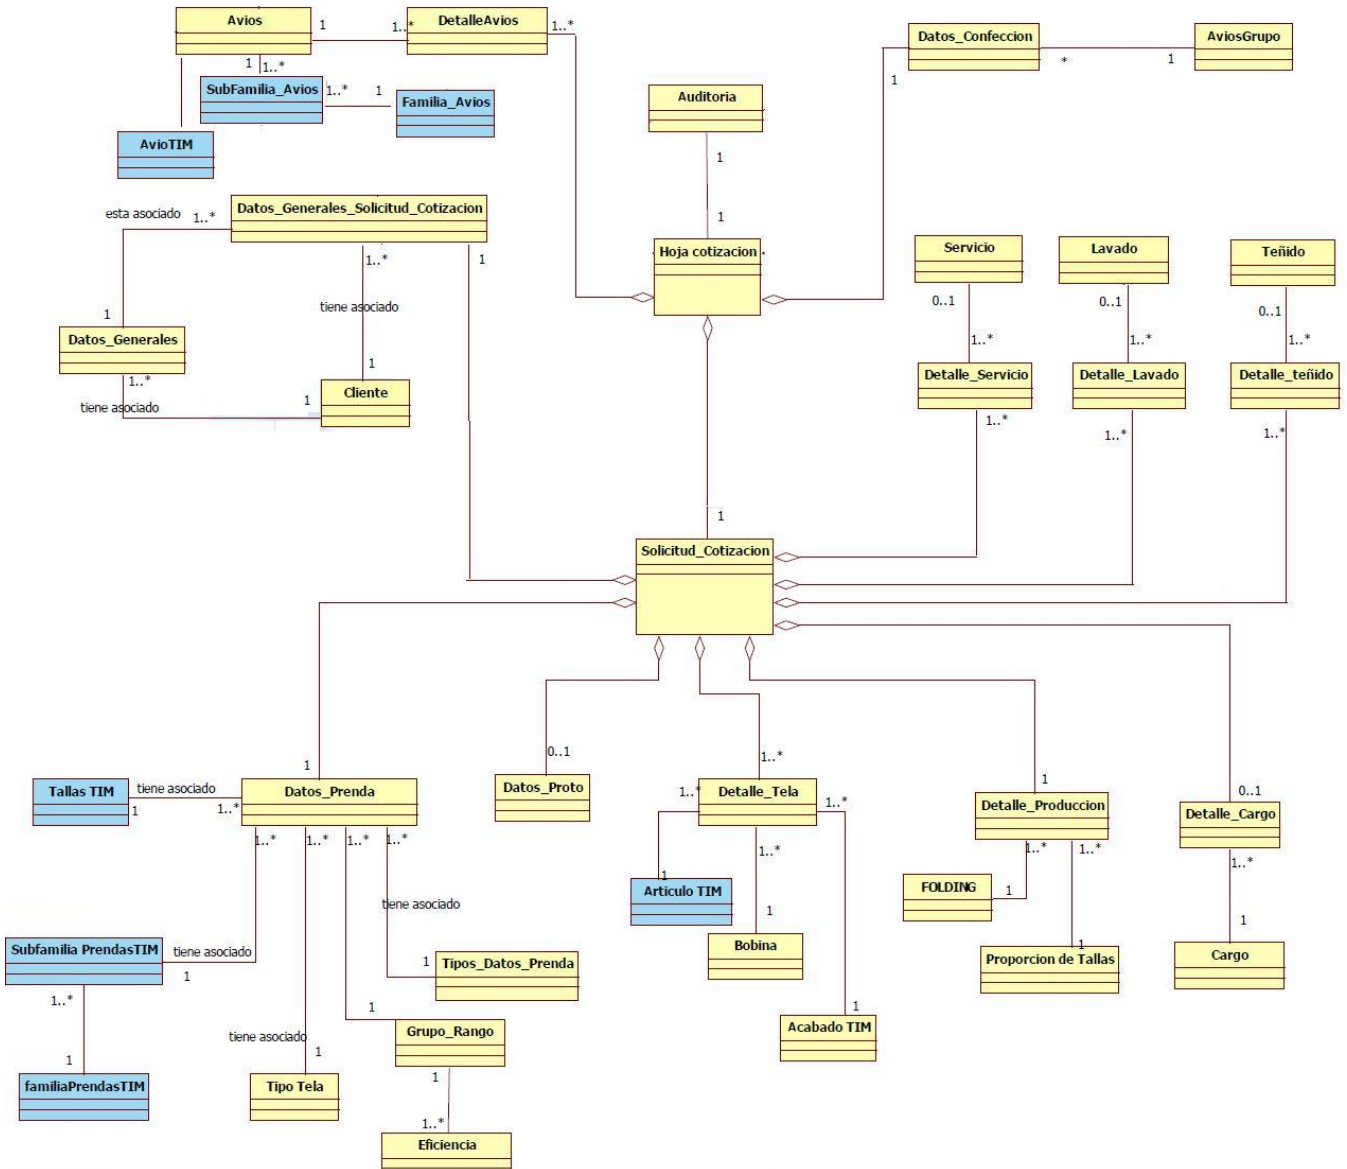 Avios
1
1..*
DetalleAvios
1..*
Datos_Confeccion
*
1
AviosGrupo
1
1
1..*
SubFamilia_Avios
1..*
1
Familia_Avios
Auditoria
1
AvioTIM
1
Datos_Generales_Solicitud_Cotizacion
esta asociado
1..*
1..*
1
Hoja cotizacion
Servicio
Lavado
Teñido
tiene asociado
0..1
0..1
0..1
1
Datos_Generales
1..*
1..*
1..*
1
Detalle_Servicio
Detalle_Lavado
Detalle_teñido
1..*
tiene asociado
1
Cliente
1..*
1..*
1..*
1
Solicitud_Cotizacion
1
0..1
1..*
1
0..1
Tallas TIM
tiene asociado
1
1..*
Datos_Prenda
Datos_Proto
Detalle_Tela
1..*
1..*
Detalle_Produccion
Detalle_Cargo
1..*
1..*
1..*
1..*
1..*
1..*
1..*
1..*
tiene asociado
1
Articulo TIM
FOLDING
1
1
1
1
Subfamilia PrendasTIM
tiene asociado
1
1
Tipos_Datos_Prenda
Bobina
Proporcion de Tallas
Cargo
1..*
1
1
Grupo_Rango
Acabado TIM
tiene asociado
1
1
familiaPrendasTIM
Tipo Tela
1
1..*
Eficiencia